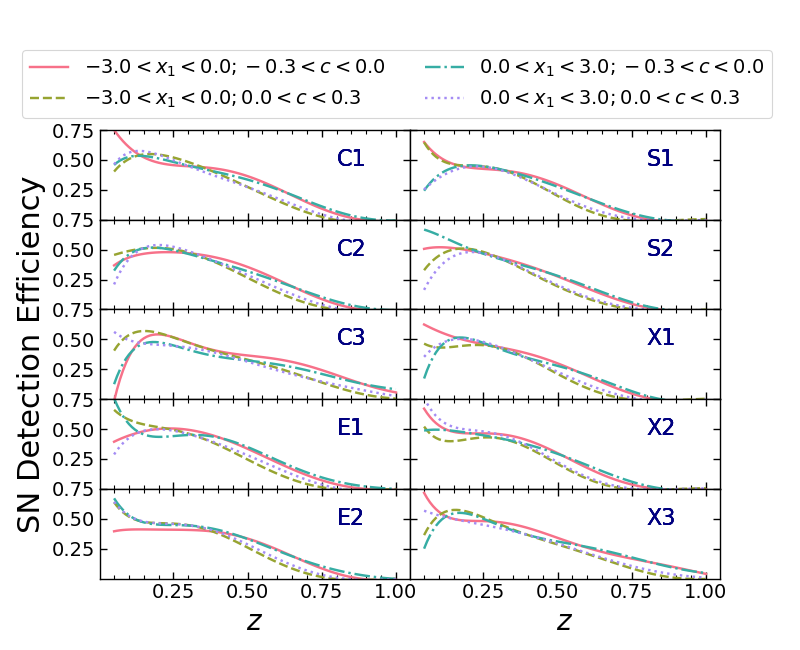 −3.0 < x₁ < 0.0; −0.3 < c < 0.0
0.0 < x₁ < 3.0; −0.3 < c < 0.0
−3.0 < x₁ < 0.0; 0.0 < c < 0.3
0.0 < x₁ < 3.0; 0.0 < c < 0.3
SN Detection Efficiency
0.75
0.50
0.25
C1
S1
0.75
0.50
0.25
C2
S2
0.75
0.50
0.25
C3
X1
0.75
0.50
0.25
E1
X2
0.75
0.50
0.25
E2
X3
0.25 0.50 0.75 1.00
0.25 0.50 0.75 1.00
z
z